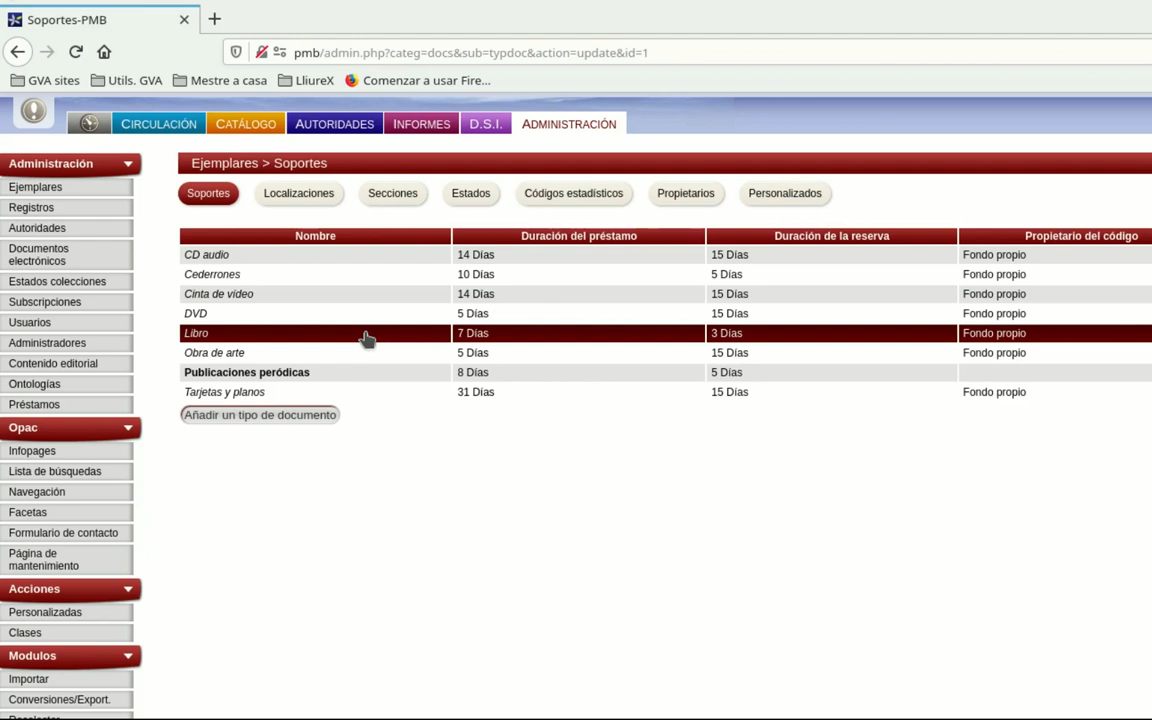 Soportes-PMB
pmb/admin.php?categ=docs&sub=typdoc&action=update&id=1
GVA sites Utils. GVA Mestre a casa LliureX Comenzar a usar Fire...
CIRCULACIÓN CATÁLOGO AUTORIDADES INFORMES D.S.I. ADMINISTRACIÓN
Administración
Ejemplares
Registros
Autoridades
Documentos
electrónicos
Estados colecciones
Subscripciones
Usuarios
Administradores
Contenido editorial
Ontologías
Préstamos
Opac
Infopages
Lista de búsquedas
Navegación
Facetas
Formulario de contacto
Página de
mantenimiento
Acciones
Personalizadas
Clases
Modulos
Importar
Conversiones/Export.
Ejemplares > Soportes
Soportes Localizaciones Secciones Estados Códigos estadísticos Propietarios Personalizados
Nombre Duración del préstamo Duración de la reserva Propietario del código
CD audio 14 Días 15 Días Fondo propio
Cederrones 10 Días 5 Días Fondo propio
Cinta de vídeo 14 Días 15 Días Fondo propio
DVD 5 Días 15 Días Fondo propio
Libro 7 Días 3 Días Fondo propio
Obra de arte 5 Días 15 Días Fondo propio
Publicaciones peródicas 8 Días 5 Días
Tarjetas y planos 31 Días 15 Días Fondo propio
Añadir un tipo de documento